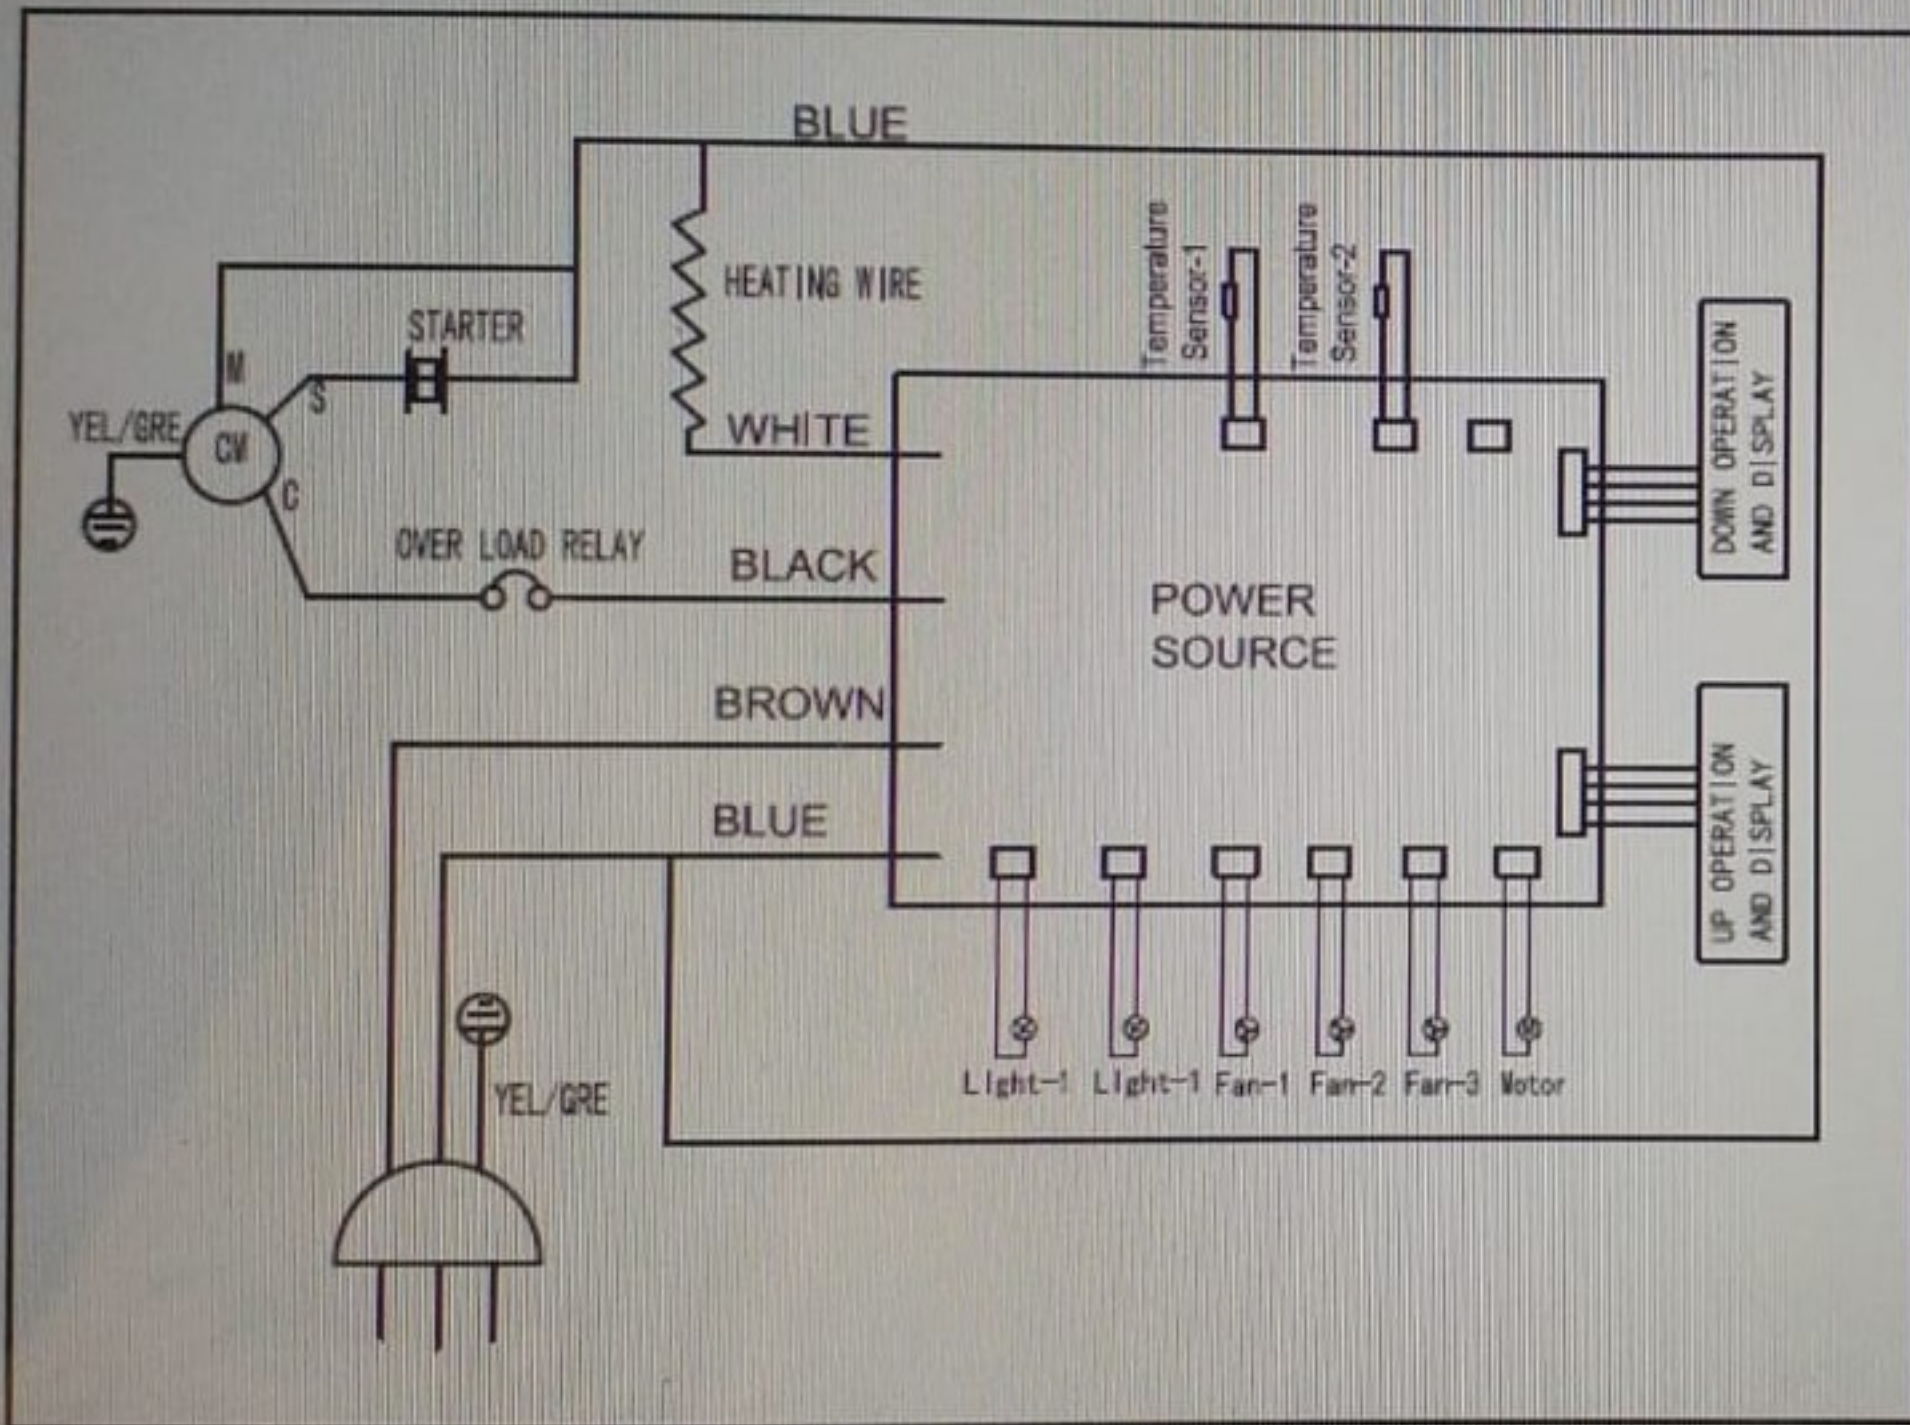 BLUE
Temperature
Sensor-1
Temperature
Sensor-2
HEATING WIRE
STARTER
M
S
YEL/GRE
CM
WHITE
C
DOWN OPERATION
AND DISPLAY
OVER LOAD RELAY
BLACK
POWER
SOURCE
BROWN
BLUE
UP OPERATION
AND DISPLAY
YEL/GRE
Light-1
Light-1
Fan-1
Fan-2
Fan-3
Motor